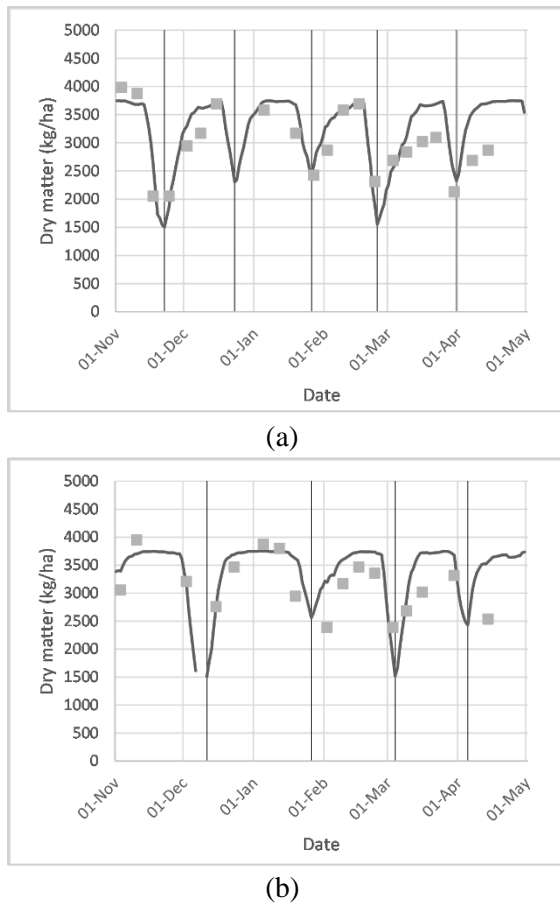 5000
4500
4000
3500
3000
2500
2000
1500
1000
500
0
Dry matter (kg/ha)
01-Nov
01-Dec
01-Jan
01-Feb
01-Mar
01-Apr
01-May
Date
(a)
5000
4500
4000
3500
3000
2500
2000
1500
1000
500
0
Dry matter (kg/ha)
01-Nov
01-Dec
01-Jan
01-Feb
01-Mar
01-Apr
01-May
Date
(b)